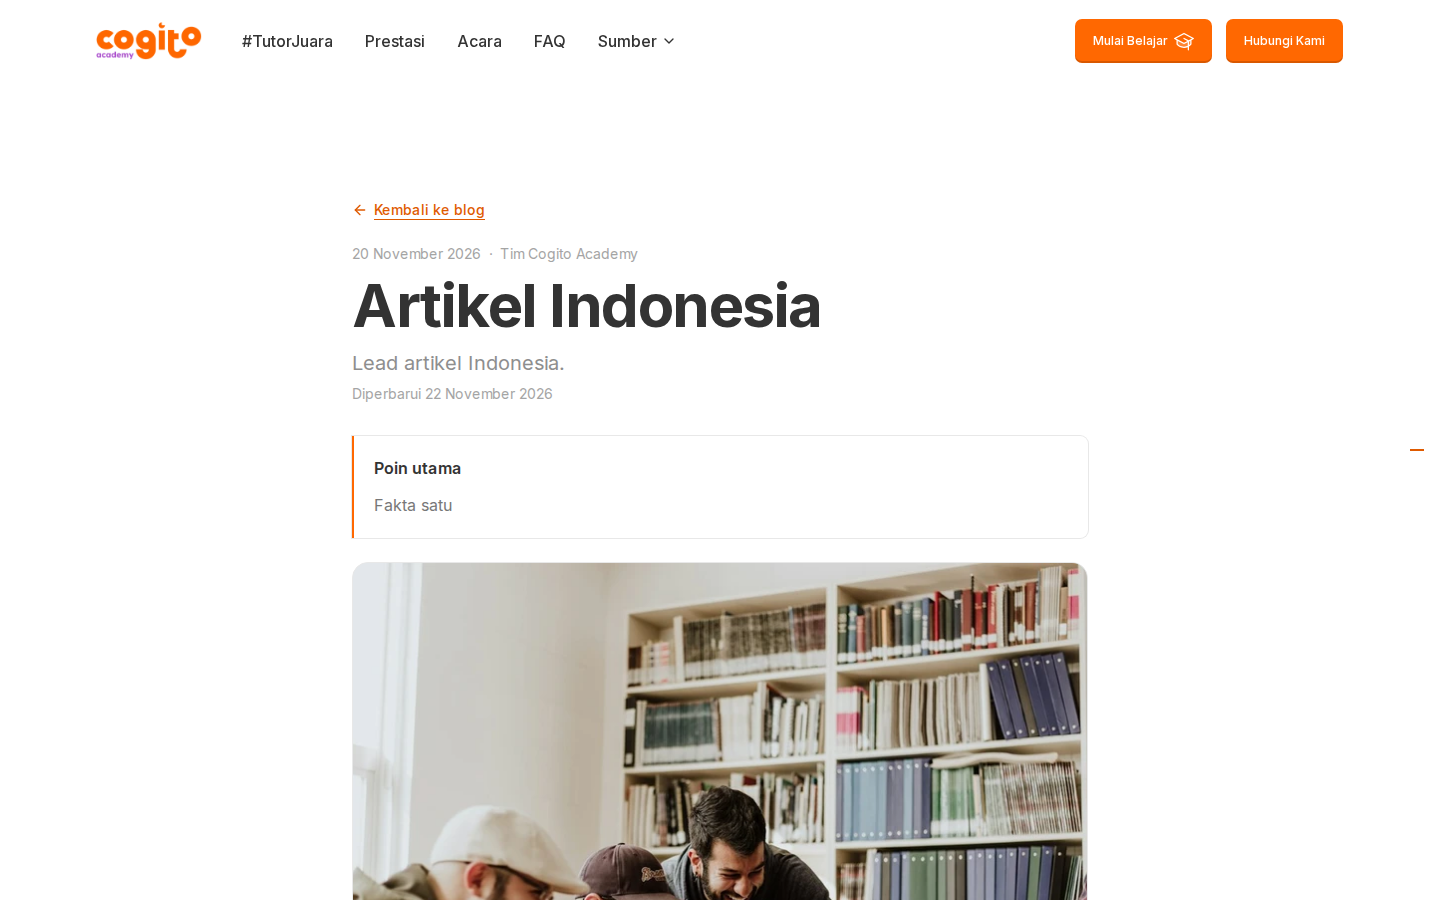 cogito
academy
#TutorJuara
Prestasi
Acara
FAQ
Sumber
Mulai Belajar
Hubungi Kami
Kembali ke blog
20 November 2026 · Tim Cogito Academy
Artikel Indonesia
Lead artikel Indonesia.
Diperbarui 22 November 2026
Poin utama
Fakta satu